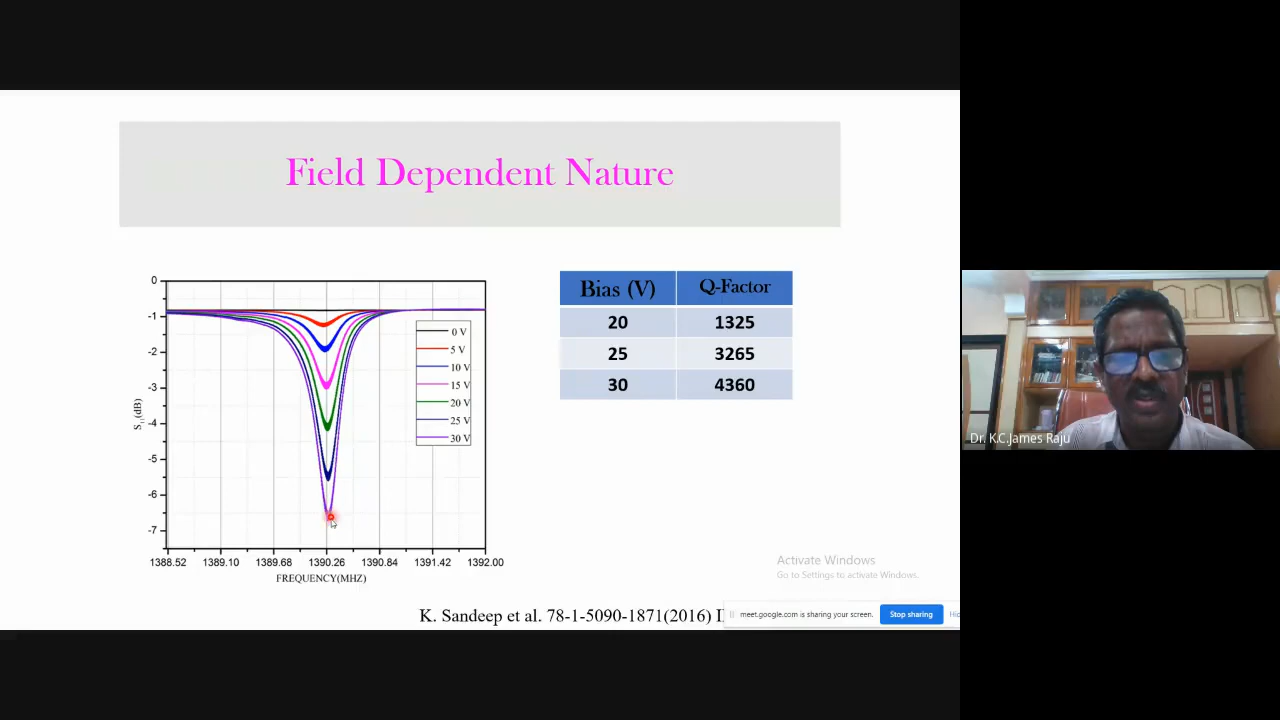 Field Dependent Nature
0
-1
-2
-3
-4
-5
-6
-7
S11(dB)
1388.52 1389.10 1389.68 1390.26 1390.84 1391.42 1392.00
FREQUENCY(MHZ)
0 V
5 V
10 V
15 V
20 V
25 V
30 V
Bias (V) Q-Factor
20 1325
25 3265
30 4360
Dr. K.C.James Raju
Activate Windows
Go to Settings to activate Windows.
K. Sandeep et al. 78-1-5090-1871(2016)
meet.google.com is sharing your screen. Stop sharing